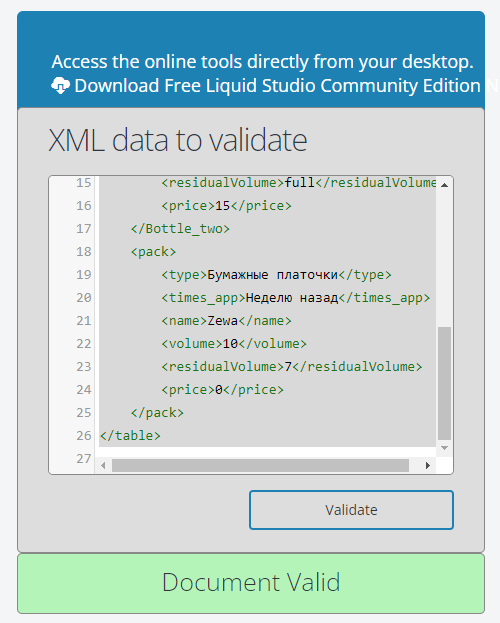 Access the online tools directly from your desktop.
Download Free Liquid Studio Community Edition N
XML data to validate
15 <residualVolume>full</residualVolume
16 <price>15</price>
17 </Bottle_two>
18 <pack>
19 <type>Бумажные платочки</type>
20 <times_app>Неделю назад</times_app>
21 <name>Zewa</name>
22 <volume>10</volume>
23 <residualVolume>7</residualVolume>
24 <price>0</price>
25 </pack>
26 </table>
27
Validate
Document Valid